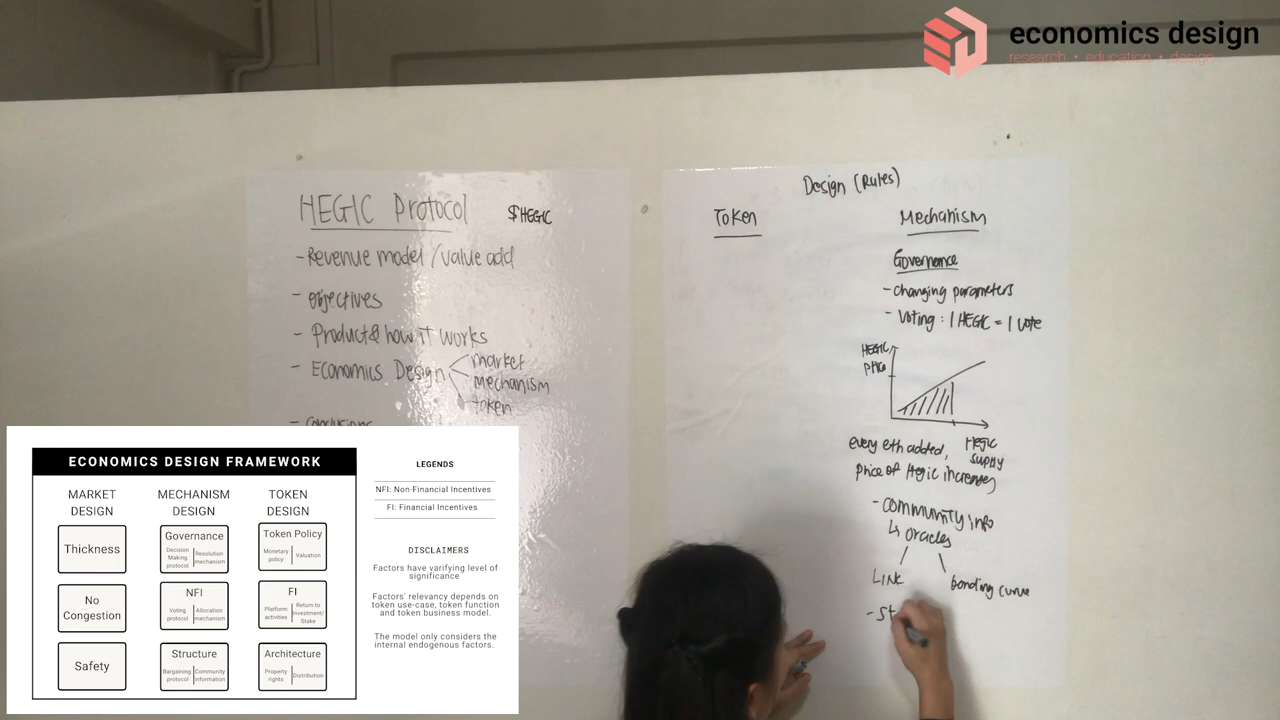 economics design
research • education • design
HEGIC Protocol $HEGIC
- Revenue model / value add
- objectives
- Product & how it works
- Economics Design
market
mechanism
token
- conclusions
Design (Rules)
Token
Mechanism
Governance
- changing parameters
- Voting : 1 HEGIC = 1 vote
HEGIC
price
HEGIC
supply
every eth added,
price of Hegic increases
- community info
↳ oracles
LINK
bonding curve
- St
ECONOMICS DESIGN FRAMEWORK
MARKET
DESIGN
Thickness
No
Congestion
Safety
MECHANISM
DESIGN
Governance
Decision
Making
protocol
Resolution
mechanism
NFI
Voting
protocol
Allocation
mechanism
Structure
Bargaining
protocol
Community
information
TOKEN
DESIGN
Token Policy
Monetary
policy
Valuation
FI
Platform
activities
Return to
Investment/
Stake
Architecture
Property
rights
Distribution
LEGENDS
NFI: Non-Financial Incentives
FI: Financial Incentives
DISCLAIMERS
Factors have varifying level of
significance
Factors' relevancy depends on
token use-case, token function
and token business model.
The model only considers the
internal endogenous factors.